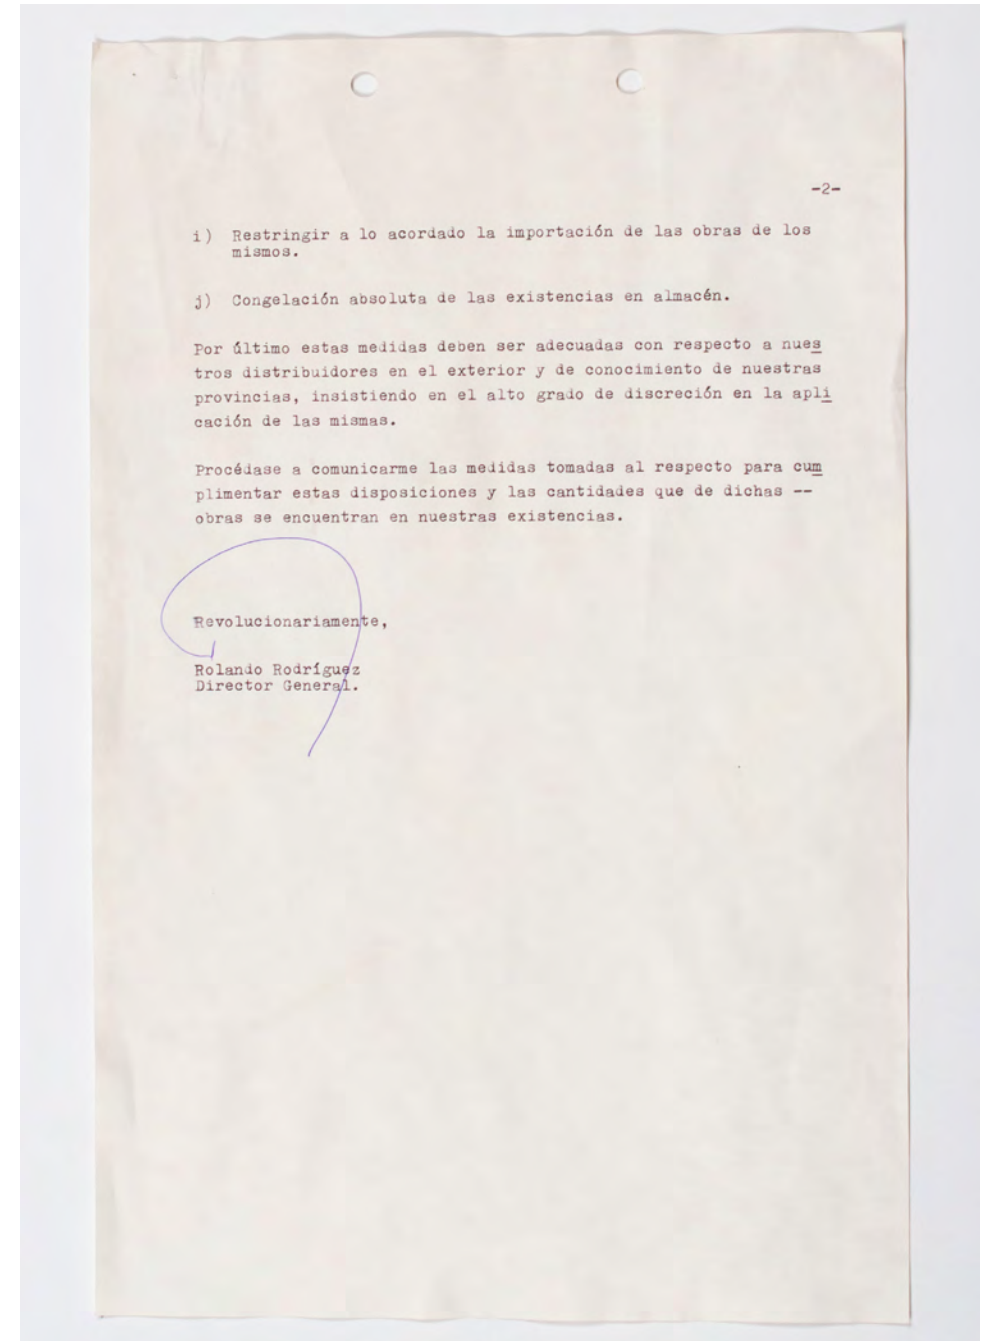 -2-
i) Restringir a lo acordado la importación de las obras de los
mismos.
j) Congelación absoluta de las existencias en almacén.
Por último estas medidas deben ser adecuadas con respecto a nues
tros distribuidores en el exterior y de conocimiento de nuestras
provincias, insistiendo en el alto grado de discreción en la apli
cación de las mismas.
Procédase a comunicarme las medidas tomadas al respecto para cum
plimentar estas disposiciones y las cantidades que de dichas --
obras se encuentran en nuestras existencias.
Revolucionariamente,
Rolando Rodríguez
Director General.